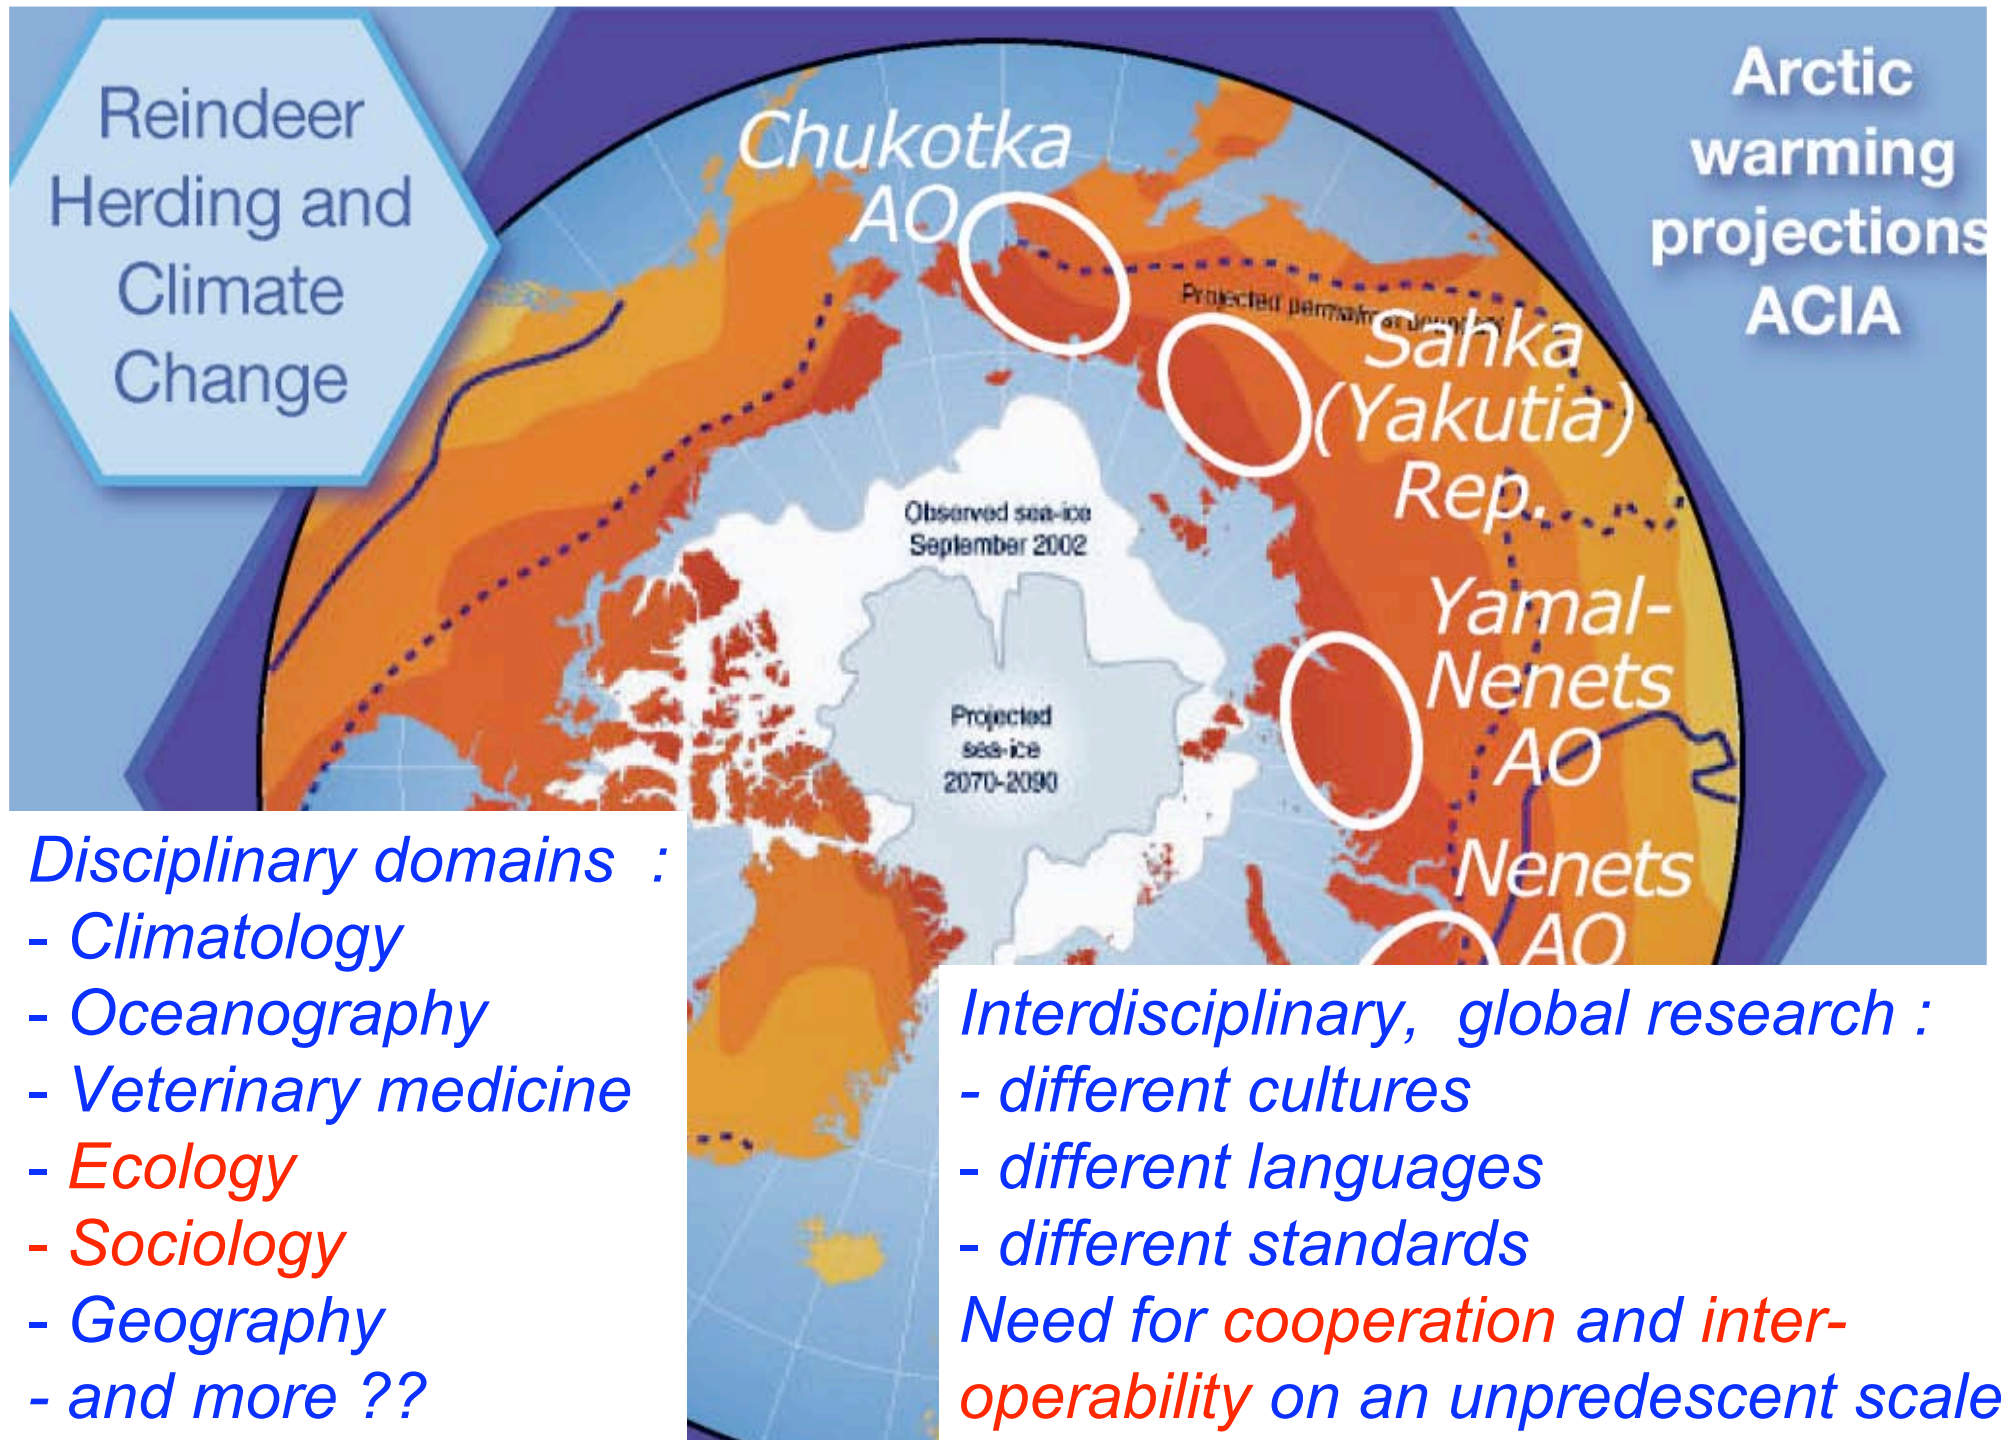 Reindeer
Herding and
Climate
Change
Arctic
warming
projections
ACIA
Chukotka
AO
Projected permafrost boundary
Sahka
(Yakutia)
Rep.
Observed sea-ice
September 2002
Yamal-
Nenets
AO
Projected
sea-ice
2070-2090
Nenets
AO
Disciplinary domains :
- Climatology
- Oceanography
- Veterinary medicine
- Ecology
- Sociology
- Geography
- and more ??
Interdisciplinary, global research :
- different cultures
- different languages
- different standards
Need for cooperation and inter-
operability on an unpredescent scale